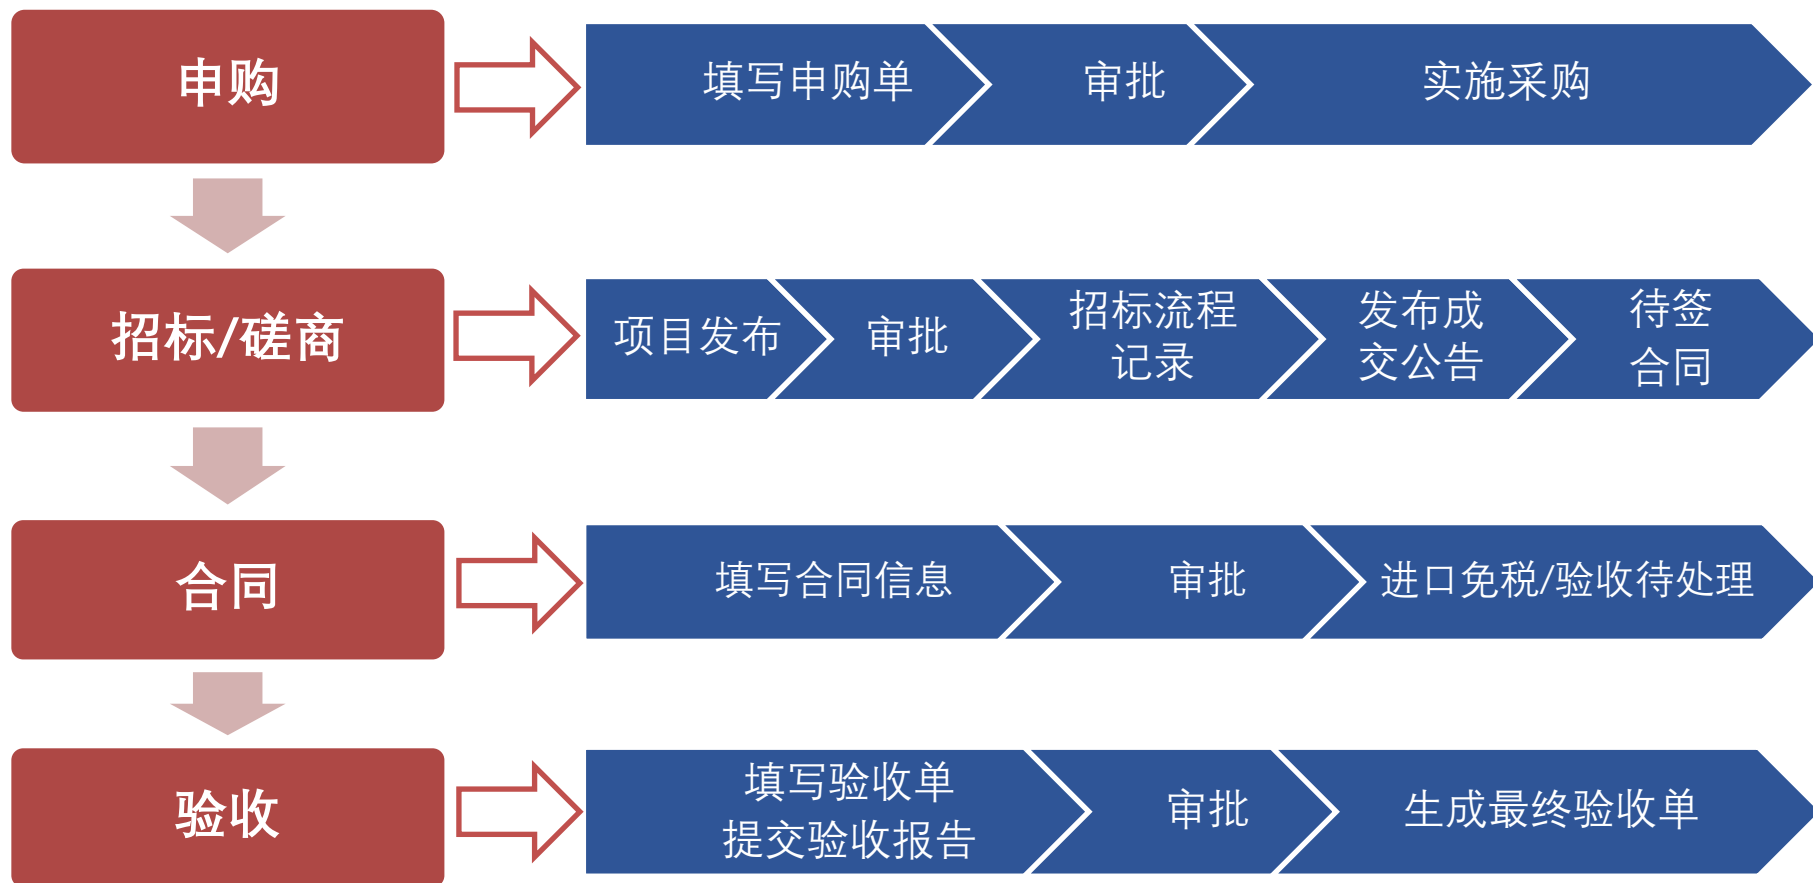 申购
填写申购单
审批
实施采购
招标/磋商
项目发布
审批
招标流程
记录
发布成
交公告
待签
合同
合同
填写合同信息
审批
进口免税/验收待处理
验收
填写验收单
提交验收报告
审批
生成最终验收单